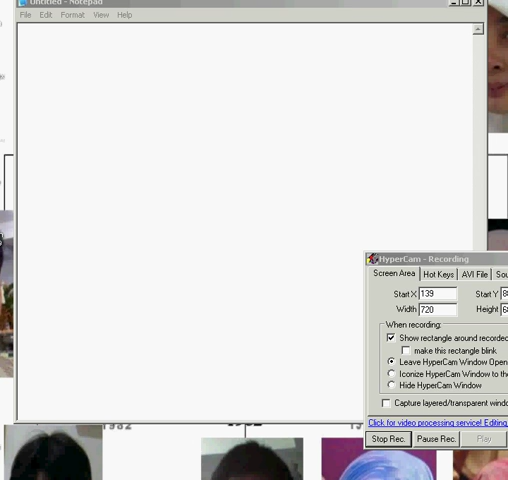 Untitled - Notepad
File Edit Format View Help
HyperCam - Recording
Screen Area Hot Keys AVI File
Start X 139 Start Y
Width 720 Height
When recording:
Show rectangle around recorded
make this rectangle blink
Leave HyperCam Window Open
Iconize HyperCam Window to
Hide HyperCam Window
Capture layered/transparent
Click for video processing service! Editing
Stop Rec. Pause Rec. Play
1982